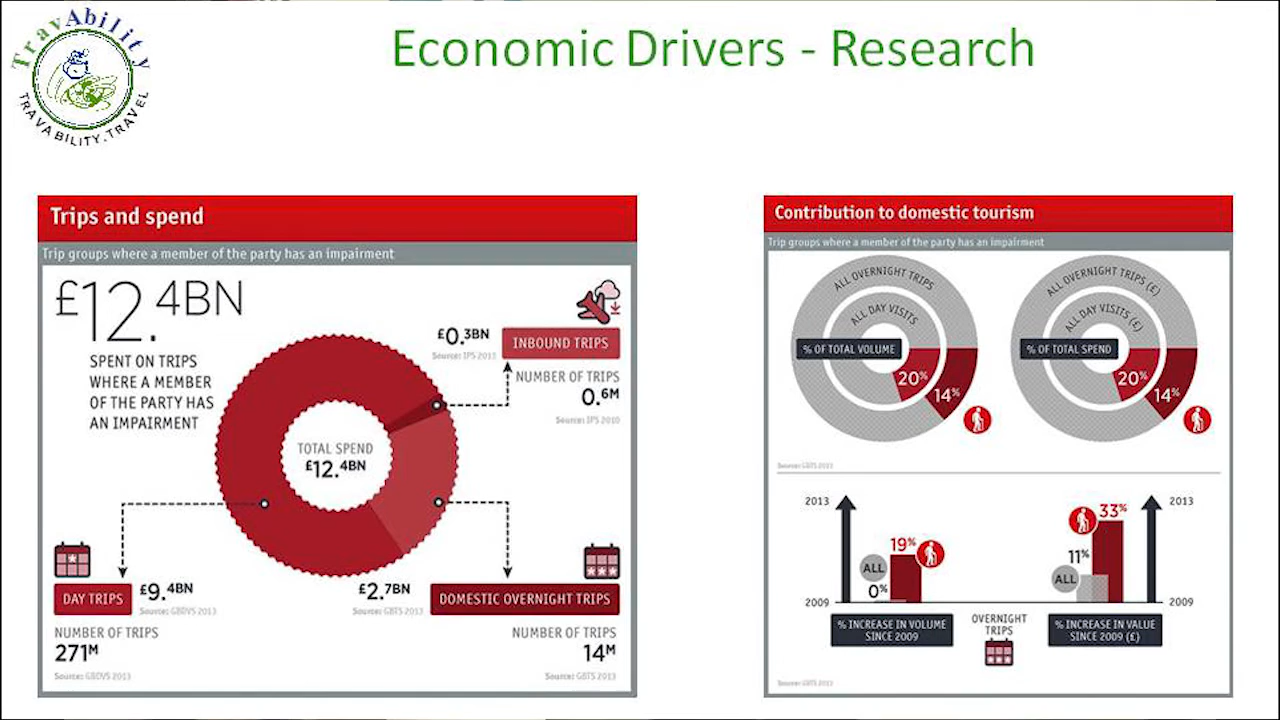 TravAbility
TRAVABILITY.TRAVEL
Economic Drivers - Research
Trips and spend
Trip groups where a member of the party has an impairment
£12.4BN
SPENT ON TRIPS
WHERE A MEMBER
OF THE PARTY HAS
AN IMPAIRMENT
£0.3BN
Source: IPS 2013
INBOUND TRIPS
NUMBER OF TRIPS
0.6M
Source: IPS 2010
TOTAL SPEND
£12.4BN
DAY TRIPS
£9.4BN
Source: GBDVS 2013
NUMBER OF TRIPS
271M
Source: GBDVS 2013
£2.7BN
Source: GBTS 2013
DOMESTIC OVERNIGHT TRIPS
NUMBER OF TRIPS
14M
Source: GBTS 2013
Contribution to domestic tourism
Trip groups where a member of the party has an impairment
ALL OVERNIGHT TRIPS
ALL DAY VISITS
% OF TOTAL VOLUME
20%
14%
ALL OVERNIGHT TRIPS (£)
ALL DAY VISITS (£)
% OF TOTAL SPEND
20%
14%
Source: GBTS 2013
2013
19%
ALL
0%
2009
% INCREASE IN VOLUME
SINCE 2009
OVERNIGHT
TRIPS
2013
33%
11%
ALL
2009
% INCREASE IN VALUE
SINCE 2009 (£)
Source: GBTS 2013